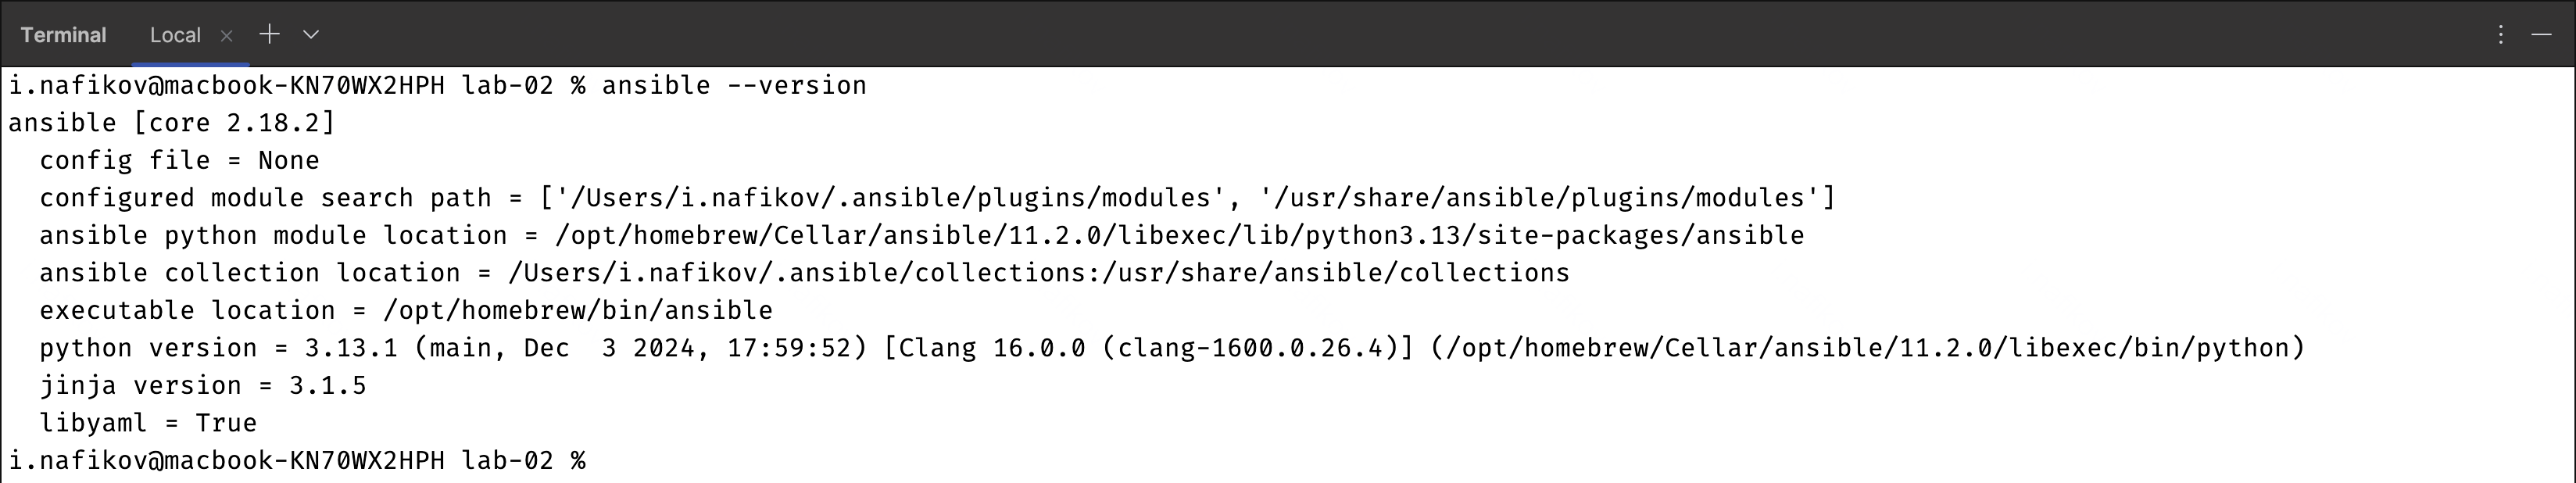 Terminal Local
i.nafikov@macbook-KN70WX2HPH lab-02 % ansible --version
ansible [core 2.18.2]
  config file = None
  configured module search path = ['/Users/i.nafikov/.ansible/plugins/modules', '/usr/share/ansible/plugins/modules']
  ansible python module location = /opt/homebrew/Cellar/ansible/11.2.0/libexec/lib/python3.13/site-packages/ansible
  ansible collection location = /Users/i.nafikov/.ansible/collections:/usr/share/ansible/collections
  executable location = /opt/homebrew/bin/ansible
  python version = 3.13.1 (main, Dec  3 2024, 17:59:52) [Clang 16.0.0 (clang-1600.0.26.4)] (/opt/homebrew/Cellar/ansible/11.2.0/libexec/bin/python)
  jinja version = 3.1.5
  libyaml = True
i.nafikov@macbook-KN70WX2HPH lab-02 %